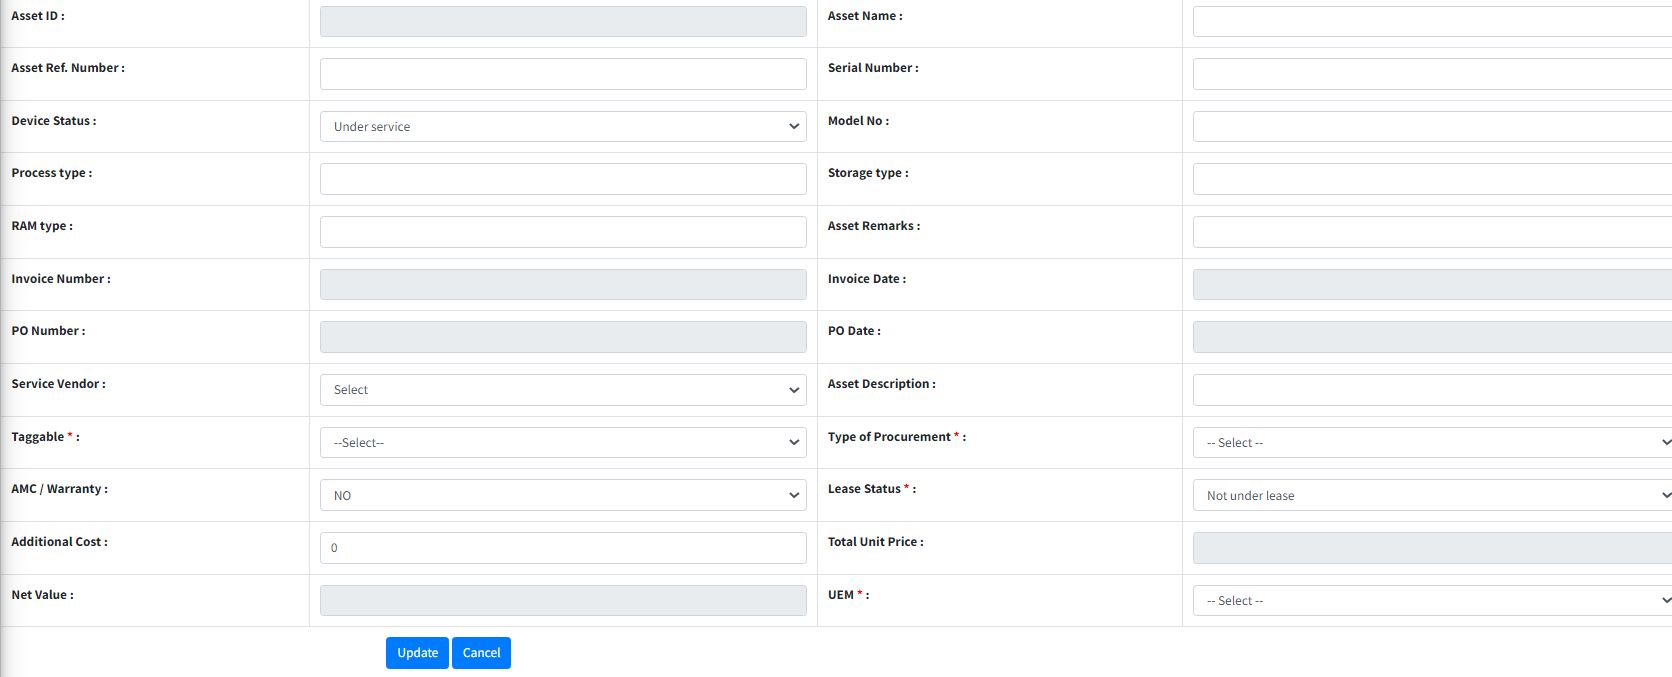 Asset ID : Asset Name :
Asset Ref. Number : Serial Number :
Device Status : Under service Model No :
Process type : Storage type :
RAM type : Asset Remarks :
Invoice Number : Invoice Date :
PO Number : PO Date :
Service Vendor : Select Asset Description :
Taggable * : --Select-- Type of Procurement * : -- Select --
AMC / Warranty : NO Lease Status * : Not under lease
Additional Cost : 0 Total Unit Price :
Net Value : UEM * : -- Select --
Update Cancel